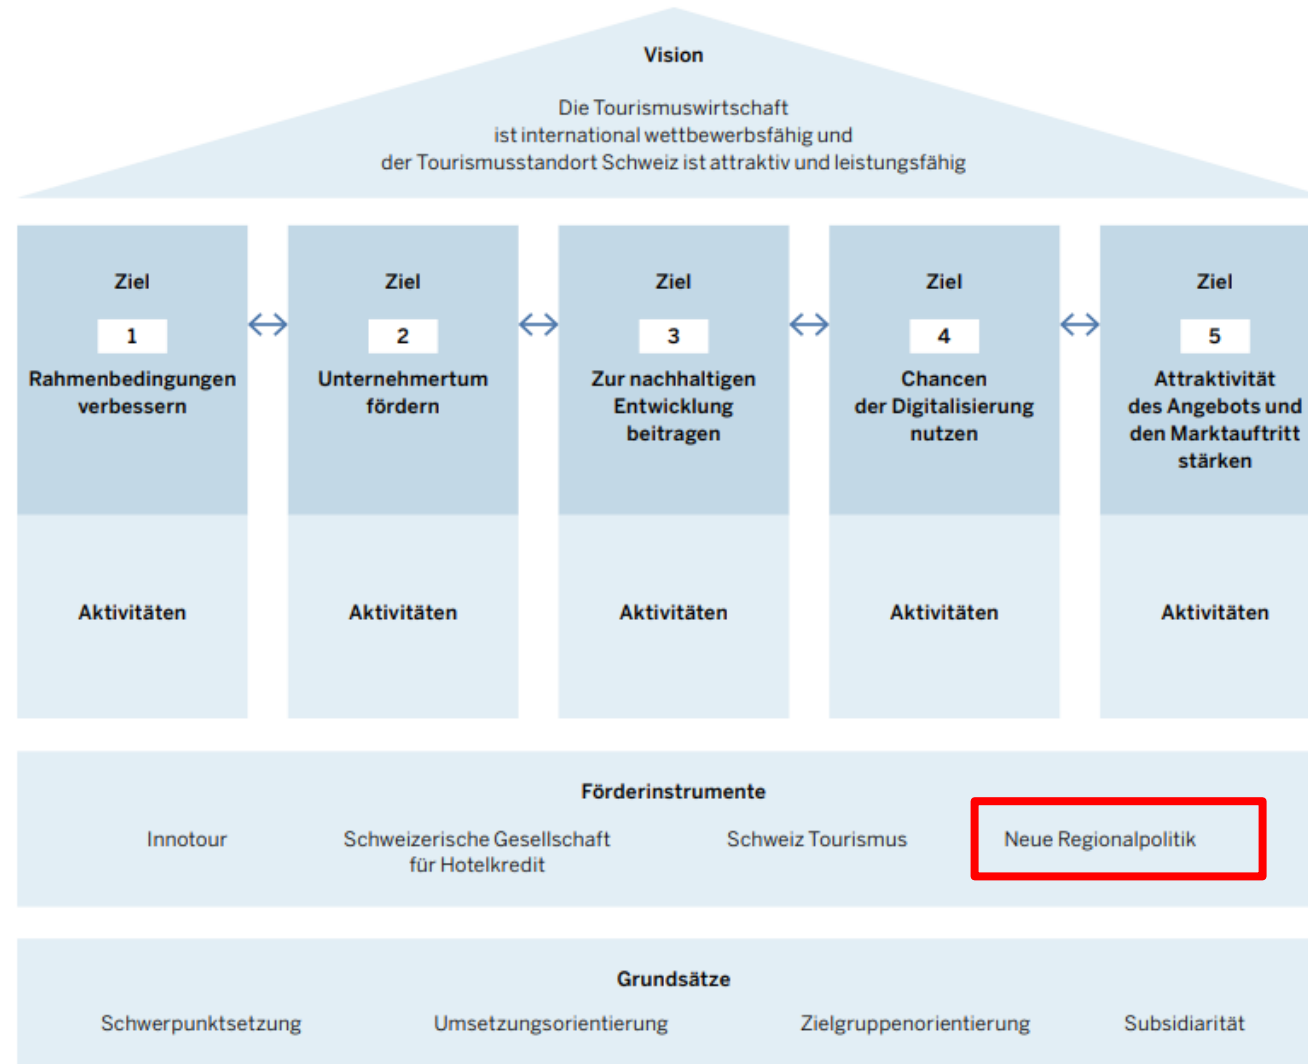 Vision
Die Tourismuswirtschaft
ist international wettbewerbsfähig und
der Tourismusstandort Schweiz ist attraktiv und leistungsfähig
Ziel
1
Rahmenbedingungen
verbessern
Ziel
2
Unternehmertum
fördern
Ziel
3
Zur nachhaltigen
Entwicklung
beitragen
Ziel
4
Chancen
der Digitalisierung
nutzen
Ziel
5
Attraktivität
des Angebots und
den Marktauftritt
stärken
Aktivitäten
Aktivitäten
Aktivitäten
Aktivitäten
Aktivitäten
Förderinstrumente
Innotour
Schweizerische Gesellschaft
für Hotelkredit
Schweiz Tourismus
Neue Regionalpolitik
Grundsätze
Schwerpunktsetzung
Umsetzungsorientierung
Zielgruppenorientierung
Subsidiarität